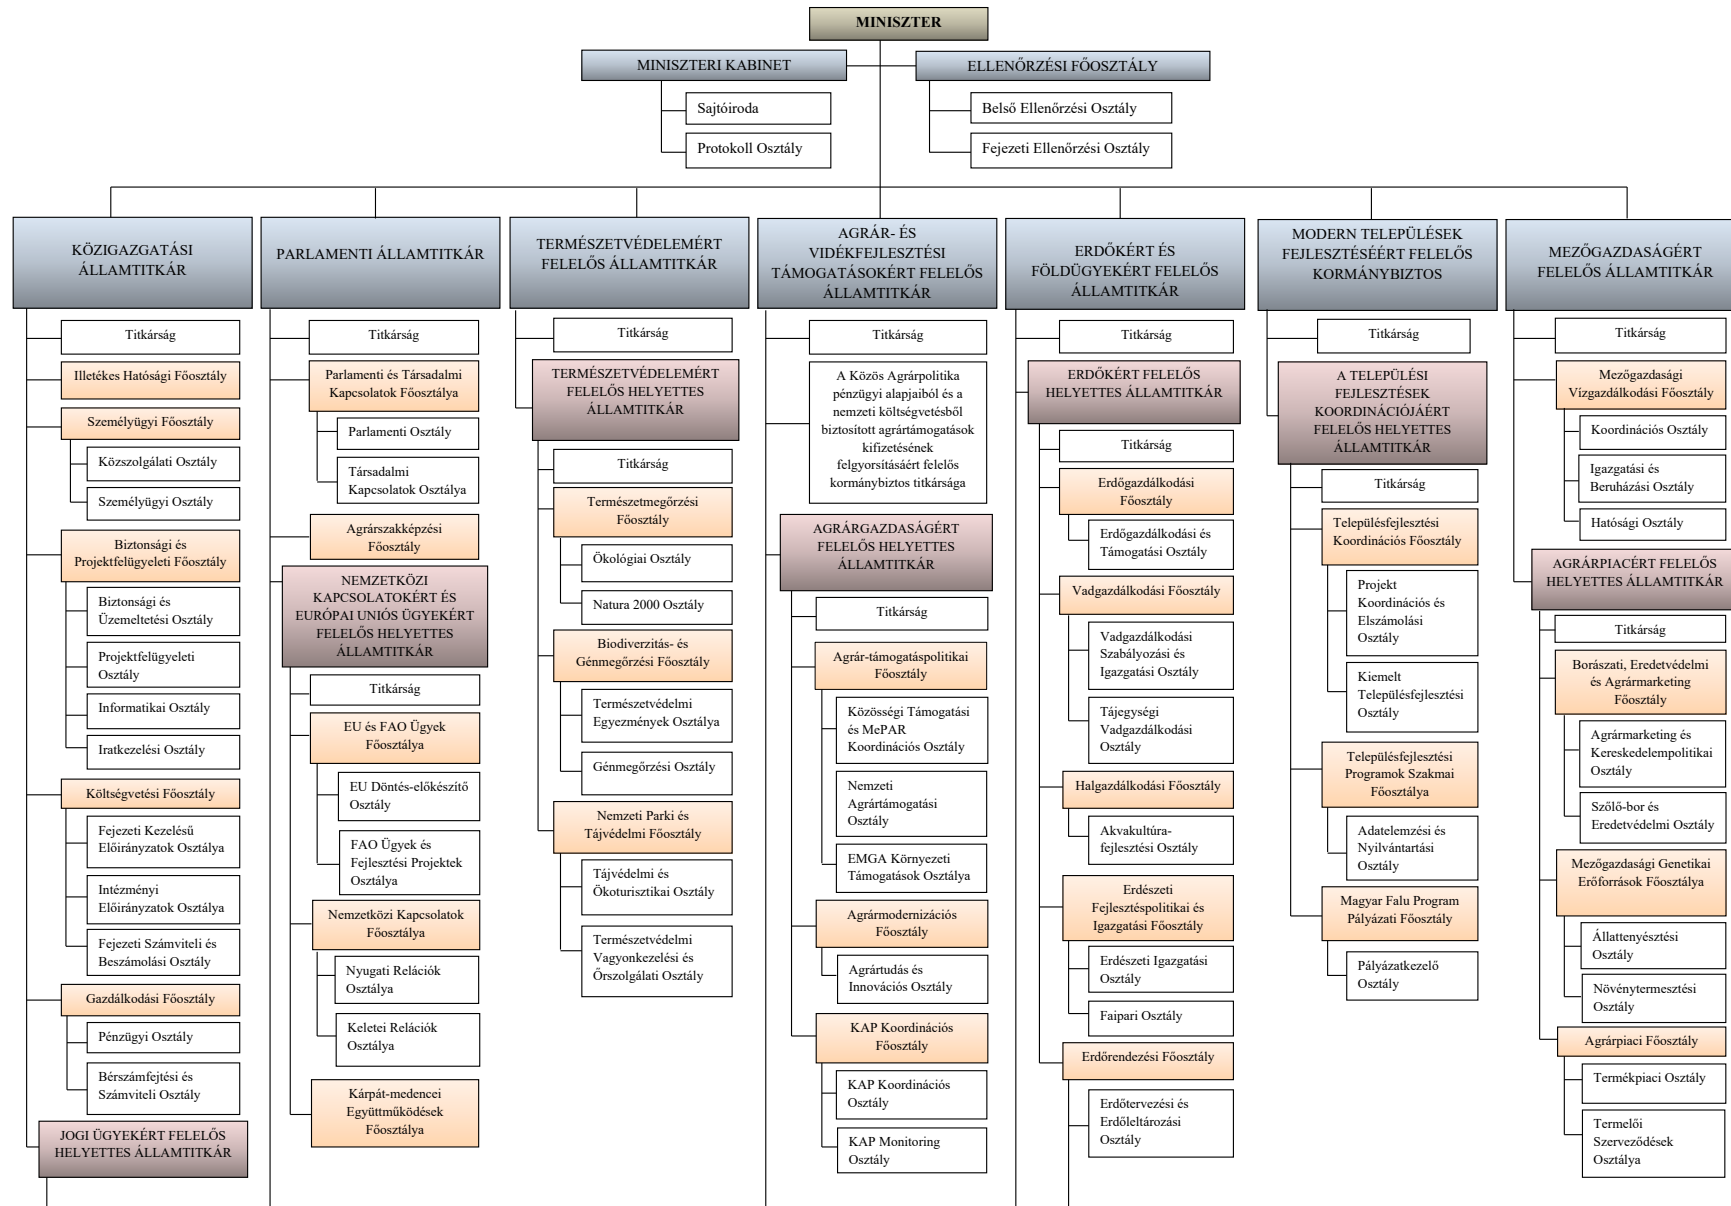 MINISZTER
MINISZTERI KABINET
Sajtóiroda
Protokoll Osztály
ELLENŐRZÉSI FŐOSZTÁLY
Belső Ellenőrzési Osztály
Fejezeti Ellenőrzési Osztály
KÖZIGAZGATÁSI
ÁLLAMTITKÁR
Titkárság
Illetékes Hatósági Főosztály
Személyügyi Főosztály
Közszolgálati Osztály
Személyügyi Osztály
Biztonsági és
Projektfelügyeleti Főosztály
Biztonsági és
Üzemeltetési Osztály
Projektfelügyeleti
Osztály
Informatikai Osztály
Iratkezelési Osztály
Költségvetési Főosztály
Fejezeti Kezelésű
Előirányzatok Osztálya
Intézményi
Előirányzatok Osztálya
Fejezeti Számviteli és
Beszámolási Osztály
Gazdálkodási Főosztály
Pénzügyi Osztály
Bérszámfejtési és
Számviteli Osztály
JOGI ÜGYEKÉRT FELELŐS
HELYETTES ÁLLAMTITKÁR
PARLAMENTI ÁLLAMTITKÁR
Titkárság
Parlamenti és Társadalmi
Kapcsolatok Főosztálya
Parlamenti Osztály
Társadalmi
Kapcsolatok Osztálya
Agrárszakképzési
Főosztály
NEMZETKÖZI
KAPCSOLATOKÉRT ÉS
EURÓPAI UNIÓS ÜGYEKÉRT
FELELŐS HELYETTES
ÁLLAMTITKÁR
Titkárság
EU és FAO Ügyek
Főosztálya
EU Döntés-előkészítő
Osztály
FAO Ügyek és
Fejlesztési Projektek
Osztálya
Nemzetközi Kapcsolatok
Főosztálya
Nyugati Relációk
Osztálya
Keletei Relációk
Osztálya
Kárpát-medencei
Együttműködések
Főosztálya
TERMÉSZETVÉDELEMÉRT
FELELŐS ÁLLAMTITKÁR
Titkárság
TERMÉSZETVÉDELEMÉRT
FELELŐS HELYETTES
ÁLLAMTITKÁR
Titkárság
Természetmegőrzési
Főosztály
Ökológiai Osztály
Natura 2000 Osztály
Biodiverzitás- és
Génmegőrzési Főosztály
Természetvédelmi
Egyezmények Osztálya
Génmegőrzési Osztály
Nemzeti Parki és
Tájvédelmi Főosztály
Tájvédelmi és
Ökoturisztikai Osztály
Természetvédelmi
Vagyonkezelési és
Őrszolgálati Osztály
AGRÁR- ÉS
VIDÉKFEJLESZTÉSI
TÁMOGATÁSOKÉRT FELELŐS
ÁLLAMTITKÁR
Titkárság
A Közös Agrárpolitika
pénzügyi alapjaiból és a
nemzeti költségvetésből
biztosított agrártámogatások
kifizetésének
felgyorsításáért felelős
kormánybiztos titkársága
AGRÁRGAZDASÁGÉRT
FELELŐS HELYETTES
ÁLLAMTITKÁR
Titkárság
Agrár-támogatáspolitikai
Főosztály
Közösségi Támogatási
és MePAR
Koordinációs Osztály
Nemzeti
Agrártámogatási
Osztály
EMGA Környezeti
Támogatások Osztálya
Agrármodernizációs
Főosztály
Agrártudás és
Innovációs Osztály
KAP Koordinációs
Főosztály
KAP Koordinációs
Osztály
KAP Monitoring
Osztály
ERDŐKÉRT ÉS
FÖLDÜGYEKÉRT FELELŐS
ÁLLAMTITKÁR
Titkárság
ERDŐKÉRT FELELŐS
HELYETTES ÁLLAMTITKÁR
Titkárság
Erdőgazdálkodási
Főosztály
Erdőgazdálkodási és
Támogatási Osztály
Vadgazdálkodási Főosztály
Vadgazdálkodási
Szabályozási és
Igazgatási Osztály
Tájegységi
Vadgazdálkodási
Osztály
Halgazdálkodási Főosztály
Akvakultúra-
fejlesztési Osztály
Erdészeti
Fejlesztéspolitikai és
Igazgatási Főosztály
Erdészeti Igazgatási
Osztály
Faipari Osztály
Erdőrendezési Főosztály
Erdőtervezési és
Erdőleltározási
Osztály
MODERN TELEPÜLÉSEK
FEJLESZTÉSÉÉRT FELELŐS
KORMÁNYBIZTOS
Titkárság
A TELEPÜLÉSI
FEJLESZTÉSEK
KOORDINÁCIÓJÁÉRT
FELELŐS HELYETTES
ÁLLAMTITKÁR
Titkárság
Településfejlesztési
Koordinációs Főosztály
Projekt
Koordinációs és
Elszámolási
Osztály
Kiemelt
Településfejlesztési
Osztály
Településfejlesztési
Programok Szakmai
Főosztálya
Adatelemzési és
Nyilvántartási
Osztály
Magyar Falu Program
Pályázati Főosztály
Pályázatkezelő
Osztály
MEZŐGAZDASÁGÉRT
FELELŐS ÁLLAMTITKÁR
Titkárság
Mezőgazdasági
Vízgazdálkodási Főosztály
Koordinációs Osztály
Igazgatási és
Beruházási Osztály
Hatósági Osztály
AGRÁRPIACÉRT FELELŐS
HELYETTES ÁLLAMTITKÁR
Titkárság
Borászati, Eredetvédelmi
és Agrármarketing
Főosztály
Agrármarketing és
Kereskedelempolitikai
Osztály
Szőlő-bor és
Eredetvédelmi Osztály
Mezőgazdasági Genetikai
Erőforrások Főosztálya
Állattenyésztési
Osztály
Növénytermesztési
Osztály
Agrárpiaci Főosztály
Termékpiaci Osztály
Termelői
Szerveződések
Osztálya